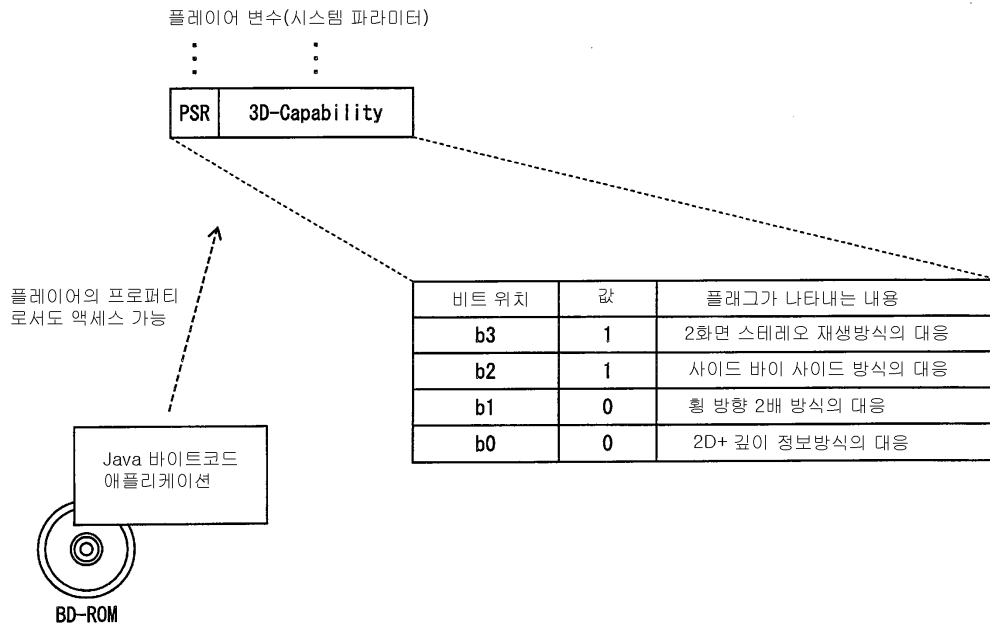 플레이어 변수(시스템 파라미터)
PSR 3D-Capability
플레이어의 프로퍼티
로서도 액세스 가능
비트 위치 값 플래그가 나타내는 내용
b3 1 2화면 스테레오 재생방식의 대응
b2 1 사이드 바이 사이드 방식의 대응
b1 0 횡 방향 2배 방식의 대응
b0 0 2D+ 깊이 정보방식의 대응
Java 바이트코드
애플리케이션
BD-ROM